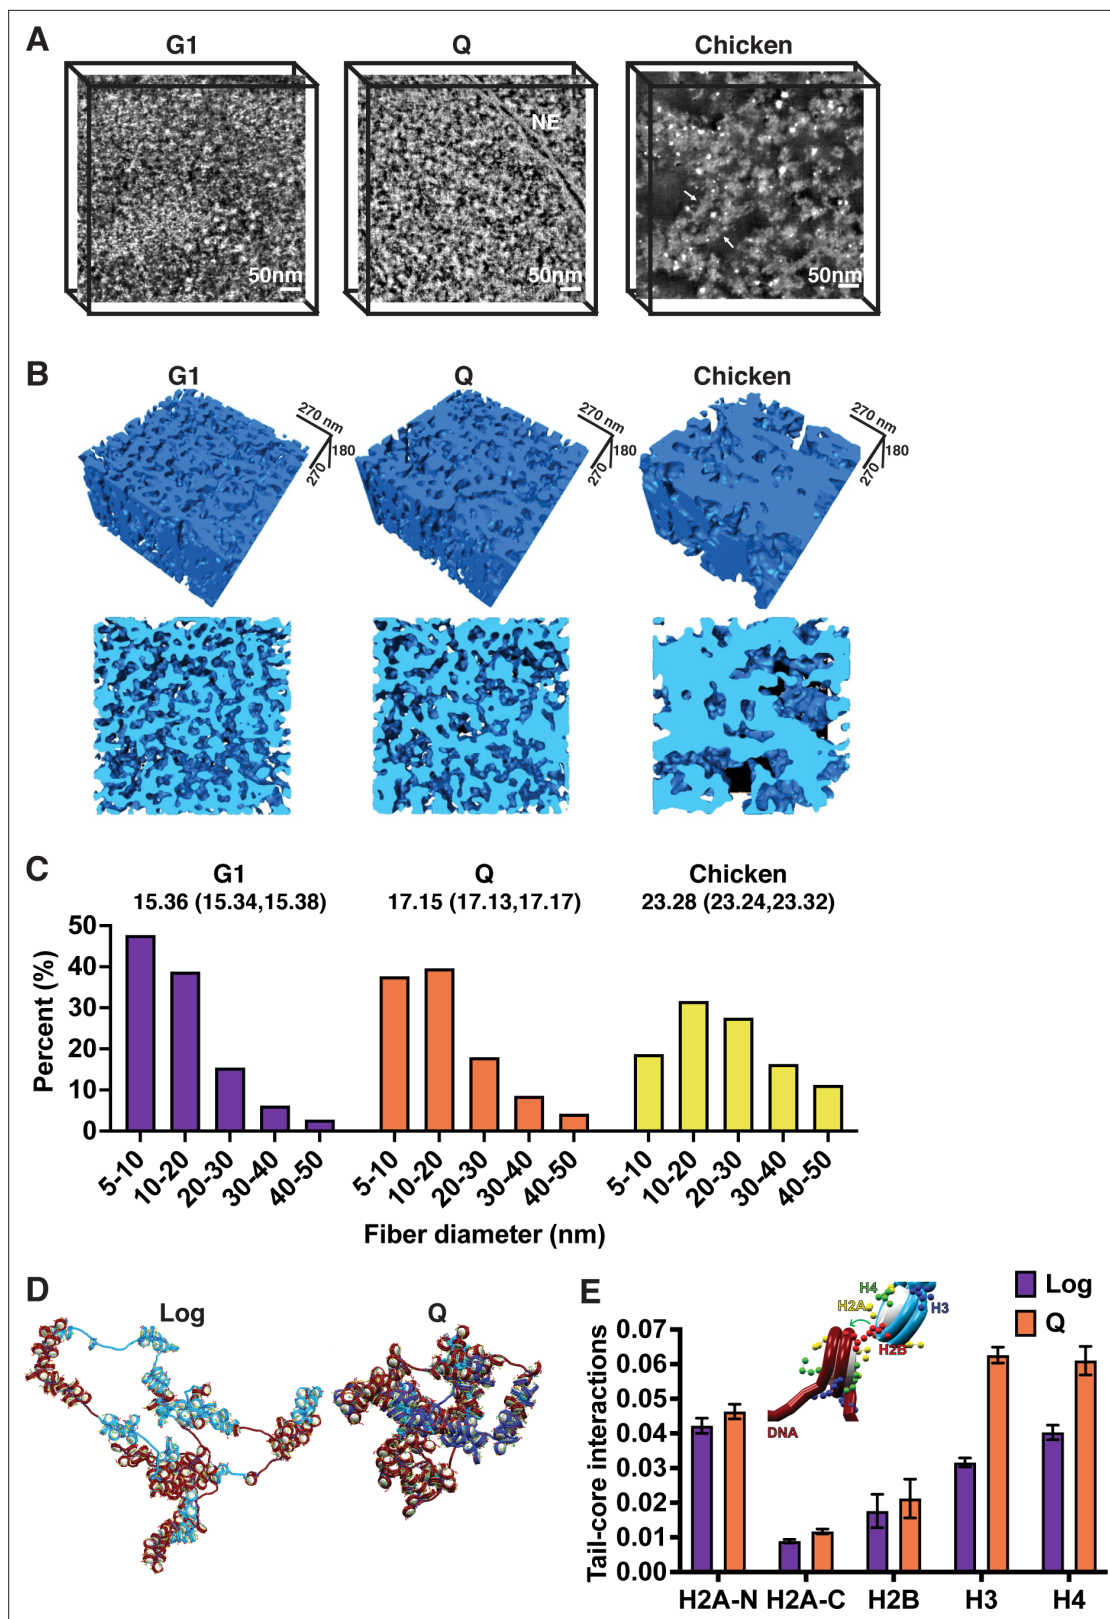 A
G1
Q
Chicken
NE
50nm
50nm
50nm
B
G1
Q
Chicken
270 nm
180
270
270 nm
180
270
270 nm
180
270
C
G1
Q
Chicken
15.36 (15.34,15.38)
17.15 (17.13,17.17)
23.28 (23.24,23.32)
Percent (%)
50
40
30
20
10
0
5-10
10-20
20-30
30-40
40-50
5-10
10-20
20-30
30-40
40-50
5-10
10-20
20-30
30-40
40-50
Fiber diameter (nm)
D
Log
Q
E
Log
Q
H4
H2A
H3
H2B
DNA
Tail-core interactions
0.07
0.06
0.05
0.04
0.03
0.02
0.01
0.00
H2A-N
H2A-C
H2B
H3
H4